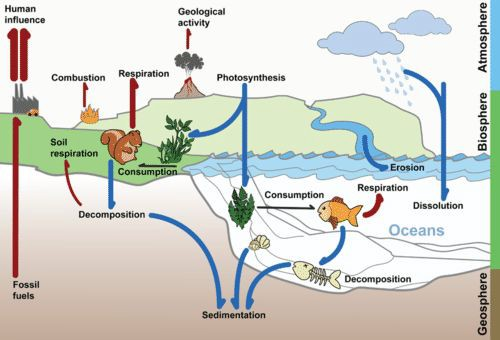 Human
influence
Geological
activity
Combustion
Respiration
Photosynthesis
Atmosphere
Soil
respiration
Consumption
Erosion
Biosphere
Consumption
Respiration
Decomposition
Dissolution
Oceans
Fossil
fuels
Decomposition
Sedimentation
Geosphere